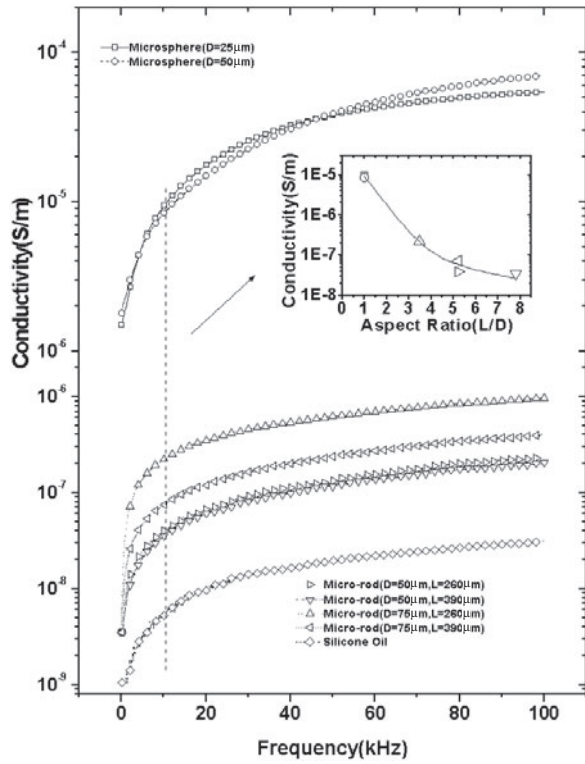 Microsphere(D=25μm)
Microsphere(D=50μm)
10⁻⁴
10⁻⁵
10⁻⁶
10⁻⁶
10⁻⁷
10⁻⁸
10⁻⁹
Conductivity(S/m)
Conductivity(S/m)
1E-5
1E-6
1E-7
1E-8
0 1 2 3 4 5 6 7 8
Aspect Ratio(L/D)
Micro-rod(D=50μm,L=260μm)
Micro-rod(D=50μm,L=390μm)
Micro-rod(D=75μm,L=260μm)
Micro-rod(D=75μm,L=390μm)
Silicone Oil
0 20 40 60 80 100
Frequency(kHz)